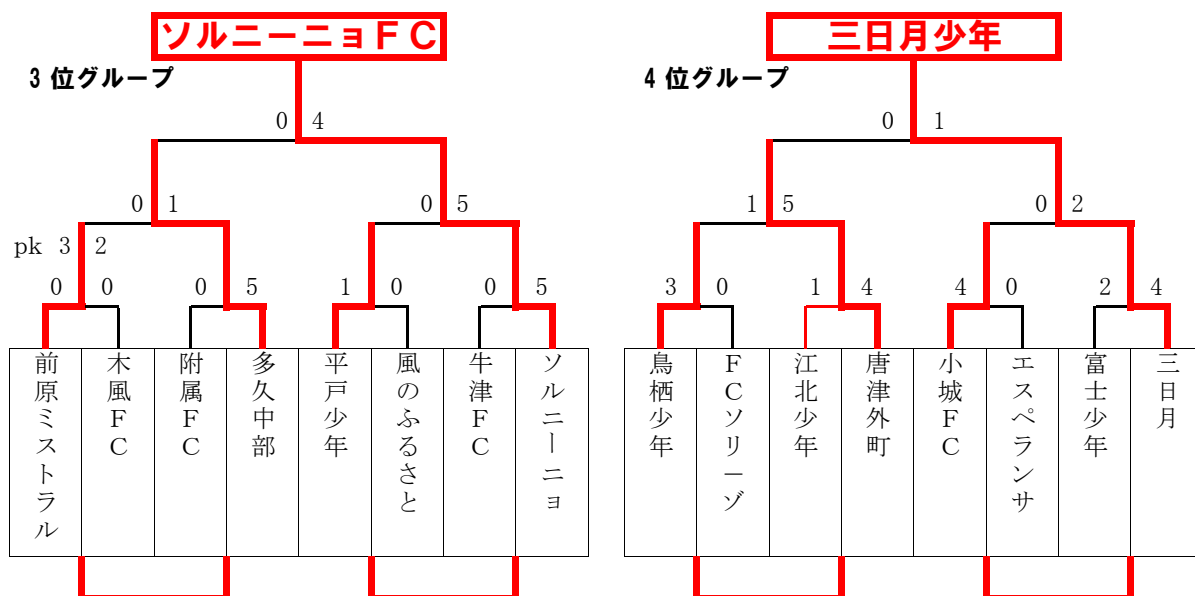 ソルニーニョＦＣ
3 位グループ
0 4
0 1
0 5
pk 3 2
0 0
0 5
1 0
0 5
前原ミストラル
木風ＦＣ
附属ＦＣ
多久中部
平戸少年
風のふるさと
牛津ＦＣ
ソルニーニョ
三日月少年
4 位グループ
0 1
1 5
0 2
3 0
1 4
4 0
2 4
鳥栖少年
ＦＣソリーゾ
江北少年
唐津外町
小城ＦＣ
エスペランサ
富士少年
三日月